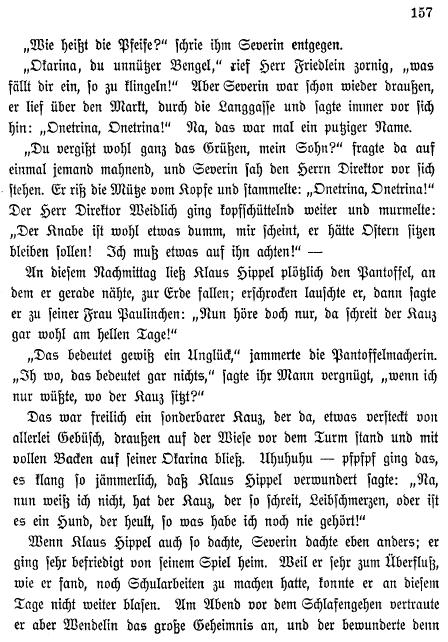 157
„Wie heißt die Pfeife?“ schrie ihm Severin entgegen.
„Okarina, du unnützer Bengel,“ rief Herr Friedlein zornig, „was
fällt dir ein, so zu klingeln!“ Aber Severin war schon wieder draußen,
er lief über den Markt, durch die Langgasse und sagte immer vor sich
hin: „Onetrina, Onetrina!“ Na, das war mal ein putziger Name.
„Du vergißt wohl ganz das Grüßen, mein Sohn?“ fragte da auf
einmal jemand mahnend, und Severin sah den Herrn Direktor vor sich
stehen. Er riß die Mütze vom Kopfe und stammelte: „Onetrina, Onetrina!“
Der Herr Direktor Weidlich ging kopfschüttelnd weiter und murmelte:
„Der Knabe ist wohl etwas dumm, mir scheint, er hätte Ostern sitzen
bleiben sollen! Ich muß etwas auf ihn achten!“ —
An diesem Nachmittag ließ Klaus Hippel plötzlich den Pantoffel, an
dem er gerade nähte, zur Erde fallen; erschrocken lauschte er, dann sagte
er zu seiner Frau Paulinchen: „Nun höre doch nur, da schreit der Kauz
gar wohl am hellen Tage!“
„Das bedeutet gewiß ein Unglück,“ jammerte die Pantoffelmacherin.
„Ih wo, das bedeutet gar nichts,“ sagte ihr Mann vergnügt, „wenn ich
nur wüßte, wo der Kauz sitzt?“
Das war freilich ein sonderbarer Kauz, der da, etwas versteckt von
allerlei Gebüsch, draußen auf der Wiese vor dem Turm stand und mit
vollen Backen auf seiner Okarina bließ. Uhuhuhu — pfpfpf ging das,
es klang so jämmerlich, daß Klaus Hippel verwundert sagte: „Na,
nun weiß ich nicht, hat der Kauz, der so schreit, Leibschmerzen, oder ist
es ein Hund, der heult, so was habe ich noch nie gehört!“
Wenn Klaus Hippel auch so dachte, Severin dachte eben anders; er
ging sehr befriedigt von seinem Spiel heim. Weil er sehr zum Überfluß,
wie er fand, noch Schularbeiten zu machen hatte, konnte er an diesem
Tage nicht weiter blasen. Am Abend vor dem Schlafengehen vertraute
er aber Wendelin das große Geheimnis an, und der bewunderte denn